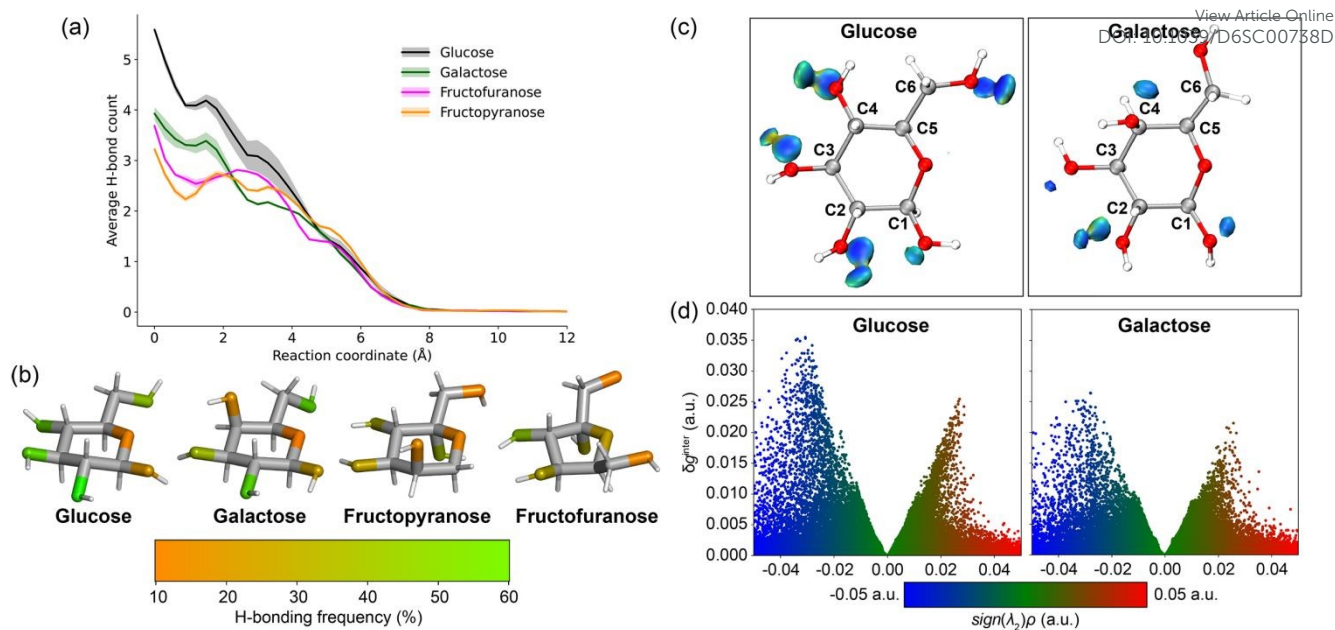 View Article Online
DOI: 10.1039/D6SC00738D
(a)
Average H-bond count
5
4
3
2
1
0
Glucose
Galactose
Fructofuranose
Fructopyranose
0 2 4 6 8 10 12
Reaction coordinate (Å)
(b)
Glucose Galactose Fructopyranose Fructofuranose
10 20 30 40 50 60
H-bonding frequency (%)
(c)
Glucose
C6
C4
C5
C3
C2
C1
Galactose
C6
C4
C5
C3
C2
C1
(d)
δg^inter (a.u.)
0.040
0.035
0.030
0.025
0.020
0.015
0.010
0.005
0.000
Glucose
-0.04 -0.02 0.00 0.02 0.04
Galactose
-0.04 -0.02 0.00 0.02 0.04
-0.05 a.u. 0.05 a.u.
sign(λ₂)ρ (a.u.)